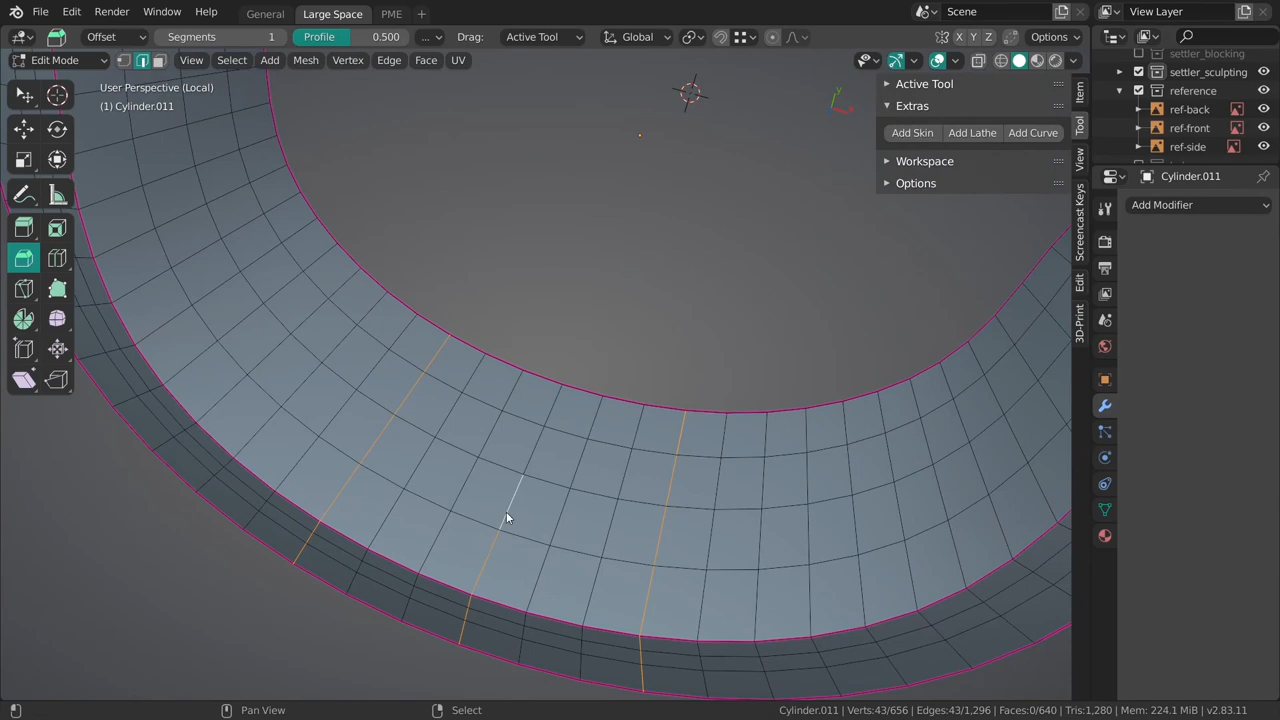 File Edit Render Window Help General Large Space PME + Scene View Layer
Offset Segments 1 Profile 0.500 ... Drag: Active Tool Global X Y Z Options
Edit Mode View Select Add Mesh Vertex Edge Face UV
settler_blocking
settler_sculpting
reference
ref-back
ref-front
ref-side
User Perspective (Local)
(1) Cylinder.011
y
x
Active Tool
Extras
Add Skin Add Lathe Add Curve
Workspace
Options
Item
Tool
View
Screencast Keys
Edit
3D-Print
Cylinder.011
Add Modifier
Pan View Select Cylinder.011 | Verts:43/656 | Edges:43/1,296 | Faces:0/640 | Tris:1,280 | Mem: 224.1 MiB | v2.83.11